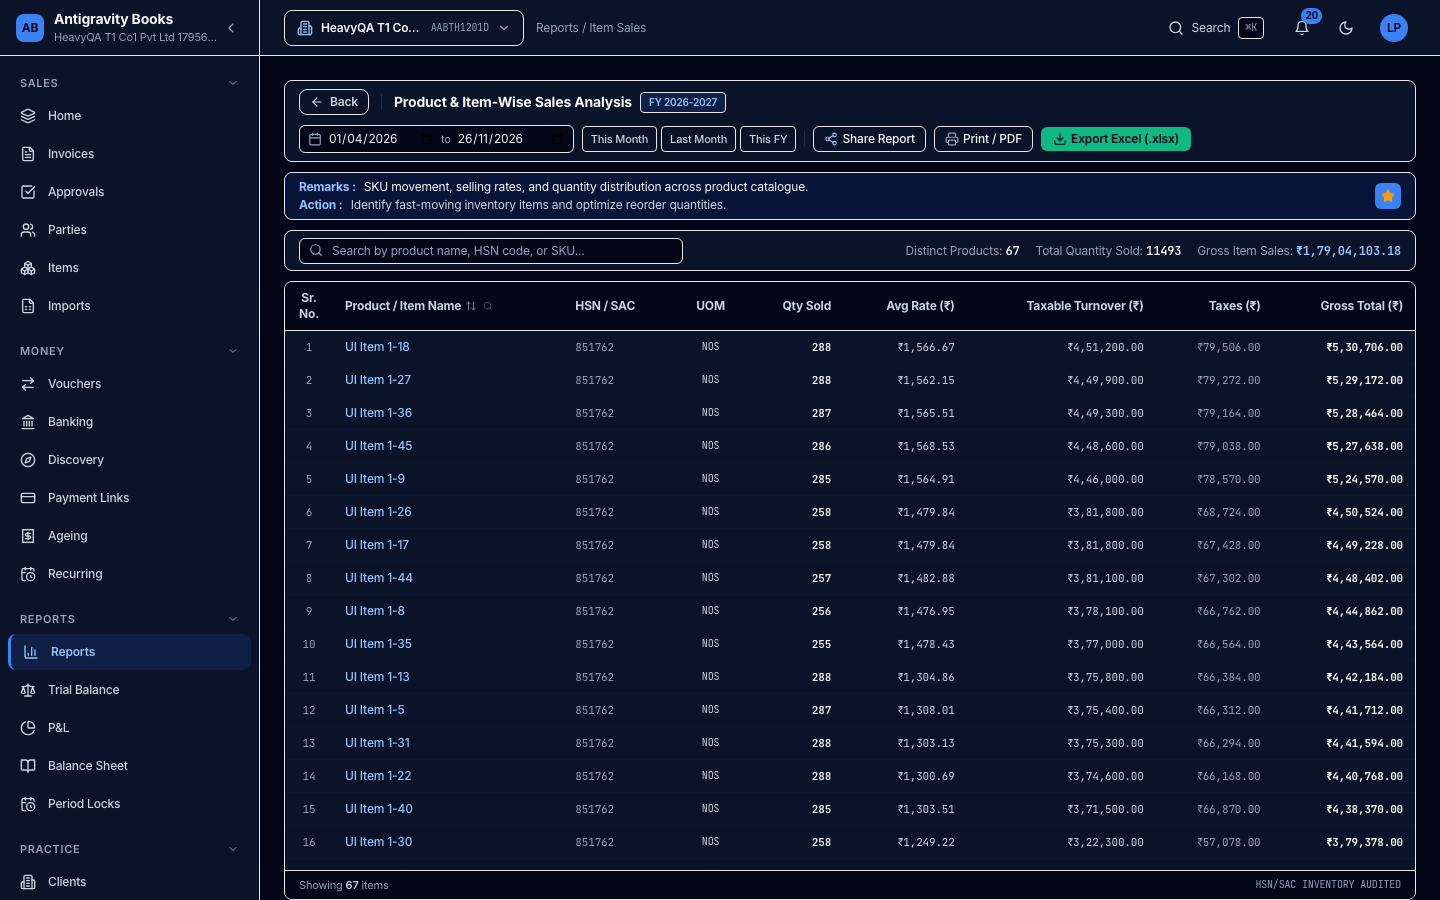 AB
Antigravity Books
HeavyQA T1 Co1 Pvt Ltd 17956...
HeavyQA T1 Co...
AABTH1201D
Reports / Item Sales
Search ⌘K
20
LP
SALES
Home
Invoices
Approvals
Parties
Items
Imports
MONEY
Vouchers
Banking
Discovery
Payment Links
Ageing
Recurring
REPORTS
Reports
Trial Balance
P&L
Balance Sheet
Period Locks
PRACTICE
Clients
Back
Product & Item-Wise Sales Analysis
FY 2026-2027
01/04/2026 to 26/11/2026
This Month
Last Month
This FY
Share Report
Print / PDF
Export Excel (.xlsx)
Remarks : SKU movement, selling rates, and quantity distribution across product catalogue.
Action : Identify fast-moving inventory items and optimize reorder quantities.
Search by product name, HSN code, or SKU...
Distinct Products: 67 Total Quantity Sold: 11493 Gross Item Sales: ₹1,79,04,103.18
Sr. No. Product / Item Name HSN / SAC UOM Qty Sold Avg Rate (₹) Taxable Turnover (₹) Taxes (₹) Gross Total (₹)
1 UI Item 1-18 851762 NOS 288 ₹1,566.67 ₹4,51,200.00 ₹79,506.00 ₹5,30,706.00
2 UI Item 1-27 851762 NOS 288 ₹1,562.15 ₹4,49,900.00 ₹79,272.00 ₹5,29,172.00
3 UI Item 1-36 851762 NOS 287 ₹1,565.51 ₹4,49,300.00 ₹79,164.00 ₹5,28,464.00
4 UI Item 1-45 851762 NOS 286 ₹1,568.53 ₹4,48,600.00 ₹79,038.00 ₹5,27,638.00
5 UI Item 1-9 851762 NOS 285 ₹1,564.91 ₹4,46,000.00 ₹78,570.00 ₹5,24,570.00
6 UI Item 1-26 851762 NOS 258 ₹1,479.84 ₹3,81,800.00 ₹68,724.00 ₹4,50,524.00
7 UI Item 1-17 851762 NOS 258 ₹1,479.84 ₹3,81,800.00 ₹67,428.00 ₹4,49,228.00
8 UI Item 1-44 851762 NOS 257 ₹1,482.88 ₹3,81,100.00 ₹67,302.00 ₹4,48,402.00
9 UI Item 1-8 851762 NOS 256 ₹1,476.95 ₹3,78,100.00 ₹66,762.00 ₹4,44,862.00
10 UI Item 1-35 851762 NOS 255 ₹1,478.43 ₹3,77,000.00 ₹66,564.00 ₹4,43,564.00
11 UI Item 1-13 851762 NOS 288 ₹1,304.86 ₹3,75,800.00 ₹66,384.00 ₹4,42,184.00
12 UI Item 1-5 851762 NOS 287 ₹1,308.01 ₹3,75,400.00 ₹66,312.00 ₹4,41,712.00
13 UI Item 1-31 851762 NOS 288 ₹1,303.13 ₹3,75,300.00 ₹66,294.00 ₹4,41,594.00
14 UI Item 1-22 851762 NOS 288 ₹1,300.69 ₹3,74,600.00 ₹66,168.00 ₹4,40,768.00
15 UI Item 1-40 851762 NOS 285 ₹1,303.51 ₹3,71,500.00 ₹66,870.00 ₹4,38,370.00
16 UI Item 1-30 851762 NOS 258 ₹1,249.22 ₹3,22,300.00 ₹57,078.00 ₹3,79,378.00
Showing 67 items
HSN/SAC INVENTORY AUDITED